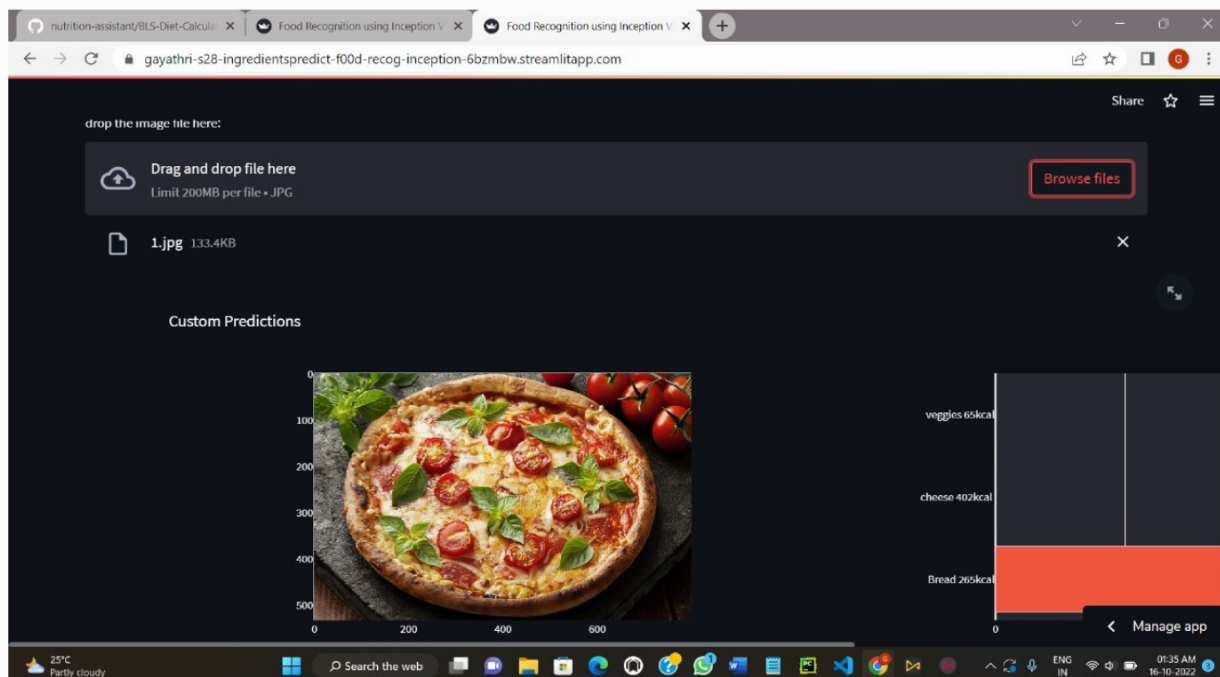 nutrition-assistant/BLS-Diet-Calcula
Food Recognition using Inception V
Food Recognition using Inception V
gayathri-s28-ingredientspredict-f00d-recog-inception-6bzmbw.streamlitapp.com
G
Share
drop the image file here:
Drag and drop file here
Limit 200MB per file • JPG
Browse files
1.jpg 133.4KB
Custom Predictions
0
100
200
300
400
500
0 200 400 600
veggies 65kcal
cheese 402kcal
Bread 265kcal
0
Manage app
25°C
Partly cloudy
Search the web
ENG
IN
01:35 AM
16-10-2022
3